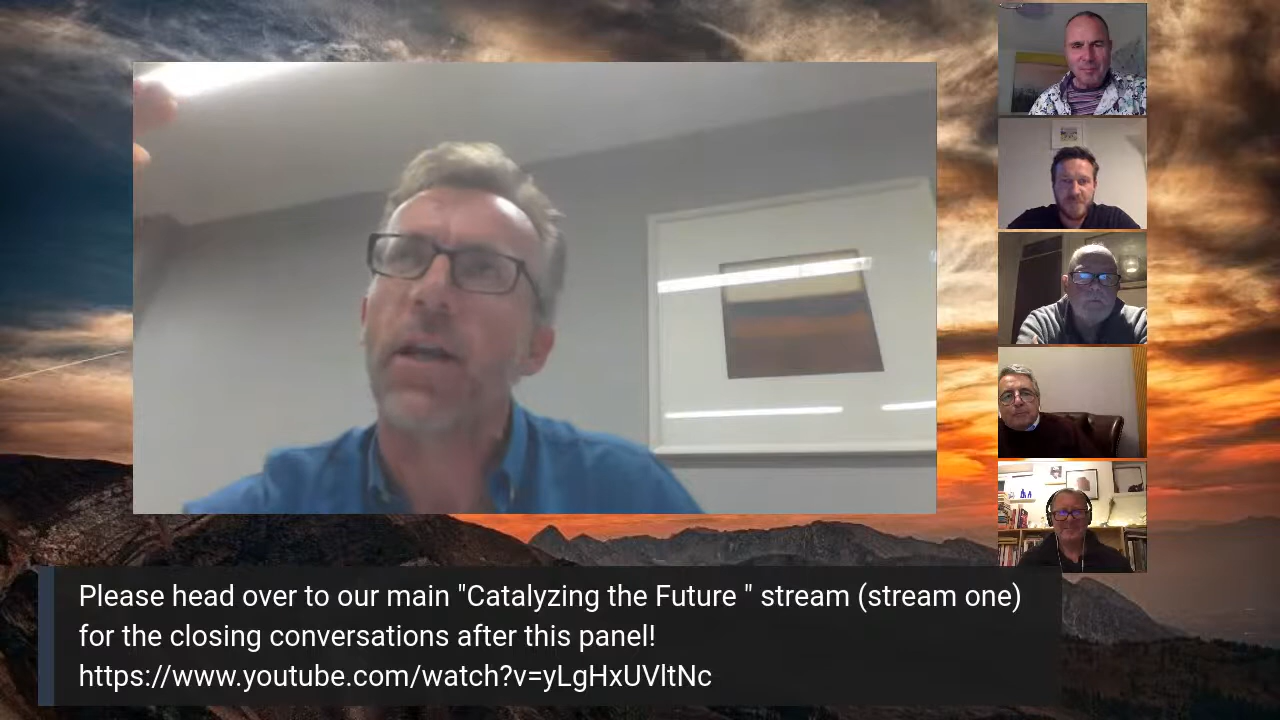 Please head over to our main "Catalyzing the Future " stream (stream one)
for the closing conversations after this panel!
https://www.youtube.com/watch?v=yLgHxUVltNc